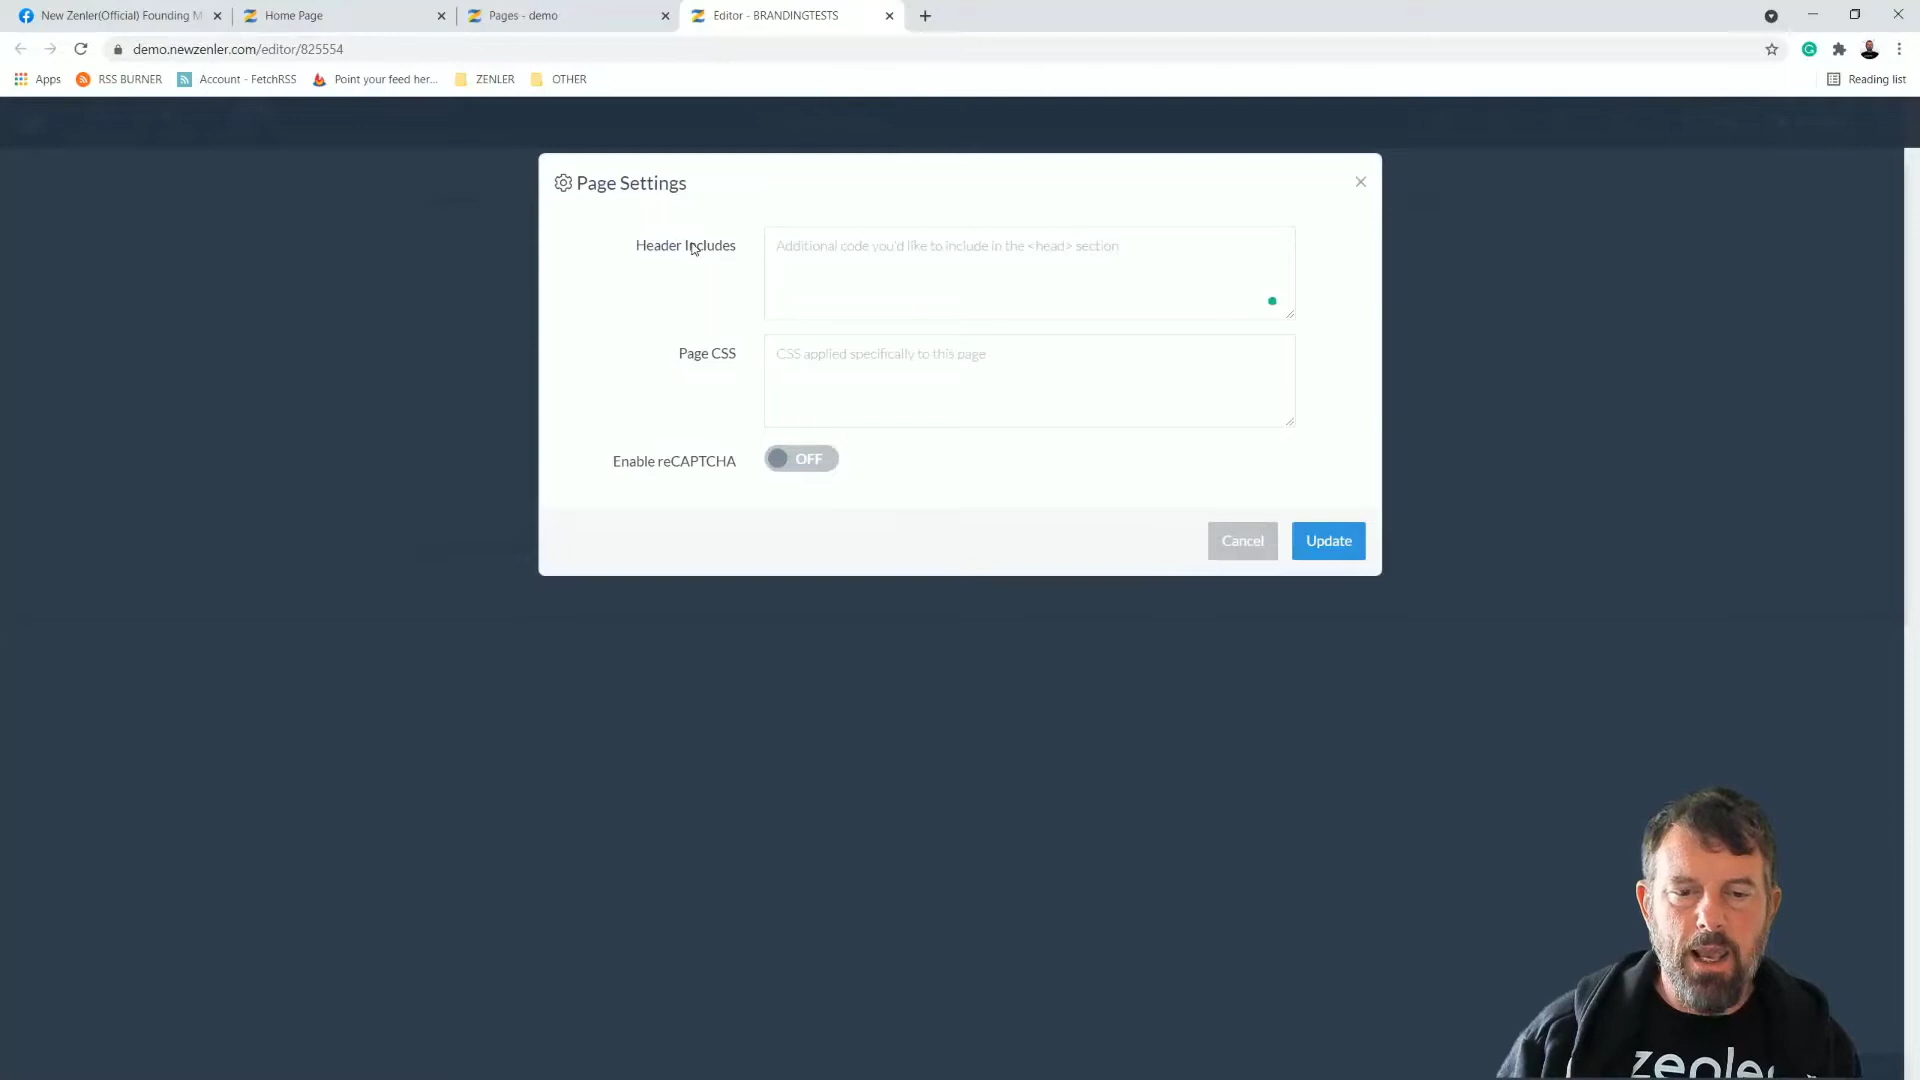 New Zenler(Official) Founding M
Home Page
Pages - demo
Editor - BRANDINGTESTS
demo.newzenler.com/editor/825554
Apps
RSS BURNER
Account - FetchRSS
Point your feed her...
ZENLER
OTHER
Reading list
Page Settings
Header Includes
Additional code you'd like to include in the <head> section
Page CSS
CSS applied specifically to this page
Enable reCAPTCHA
OFF
Cancel
Update
zenler